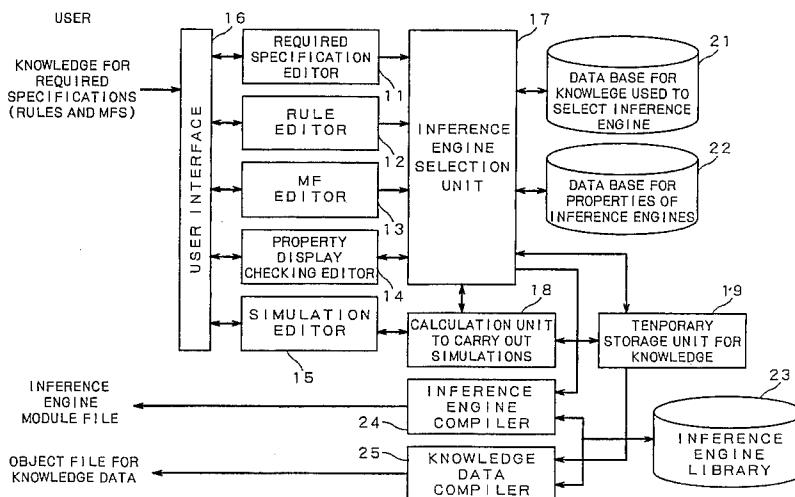 USER
KNOWLEDGE FOR
REQUIRED
SPECIFICATIONS
(RULES AND MFS)
16
USER INTERFACE
REQUIRED
SPECIFICATION
EDITOR
11
RULE
EDITOR
12
MF
EDITOR
13
PROPERTY
DISPLAY
CHECKING EDITOR
14
SIMULATION
EDITOR
15
17
INFERENCE
ENGINE
SELECTION
UNIT
21
DATA BASE FOR
KNOWLEGE USED TO
SELECT INFERENCE
ENGINE
22
DATA BASE FOR
PROPERTIES OF
INFERENCE ENGINES
18
CALCULATION UNIT
TO CARRY OUT
SIMULATIONS
19
TENPORARY
STORAGE UNIT FOR
KNOWLEDGE
INFERENCE
ENGINE
MODULE FILE
24
INFERENCE
ENGINE
COMPILER
23
INFERENCE
ENGINE
LIBRARY
OBJECT FILE FOR
KNOWLEDGE DATA
25
KNOWLEDGE DATA
COMPILER